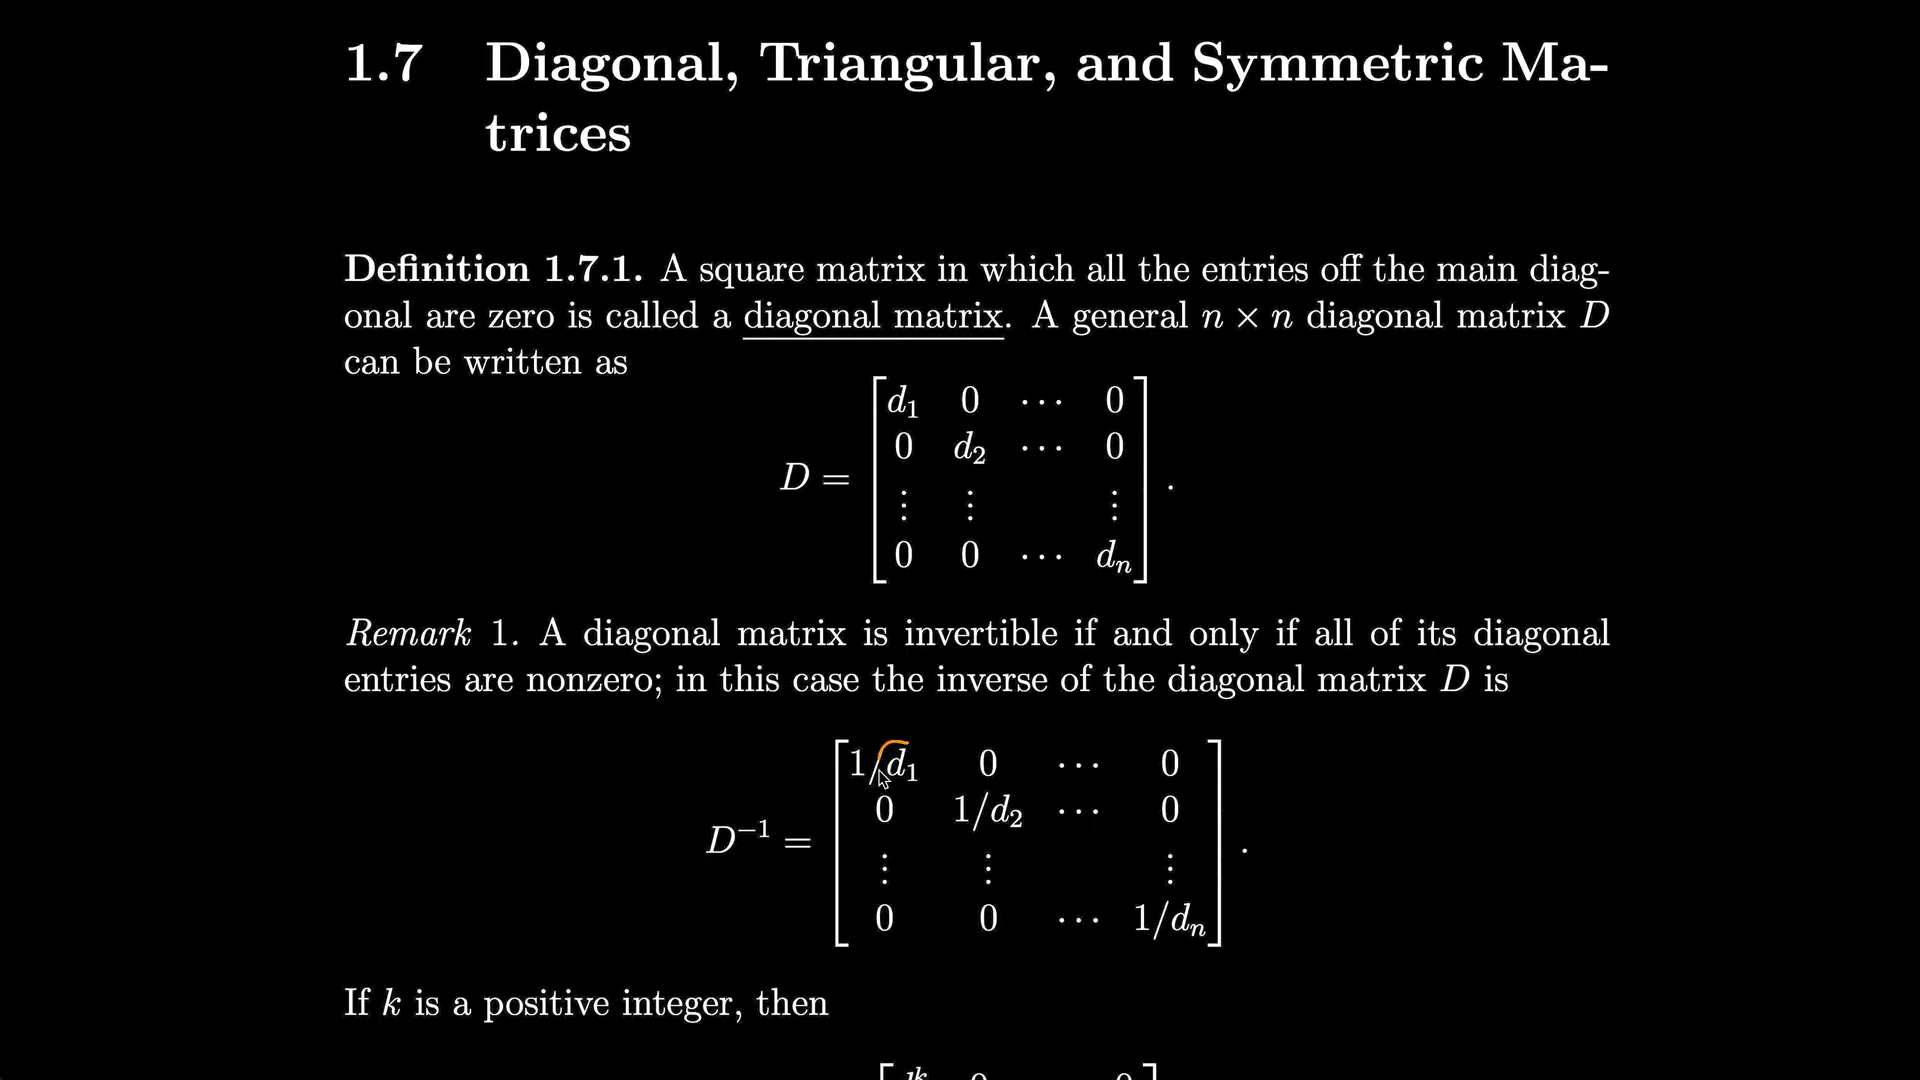 1.7 Diagonal, Triangular, and Symmetric Ma-
trices
Definition 1.7.1. A square matrix in which all the entries off the main diag-
onal are zero is called a diagonal matrix. A general n × n diagonal matrix D
can be written as
d₁ 0 ⋯ 0
0 d₂ ⋯ 0
D = .
⋮ ⋮ ⋮
0 0 ⋯ dₙ
Remark 1. A diagonal matrix is invertible if and only if all of its diagonal
entries are nonzero; in this case the inverse of the diagonal matrix D is
1/d₁ 0 ⋯ 0
0 1/d₂ ⋯ 0
D⁻¹ = .
⋮ ⋮ ⋮
0 0 ⋯ 1/dₙ
If k is a positive integer, then